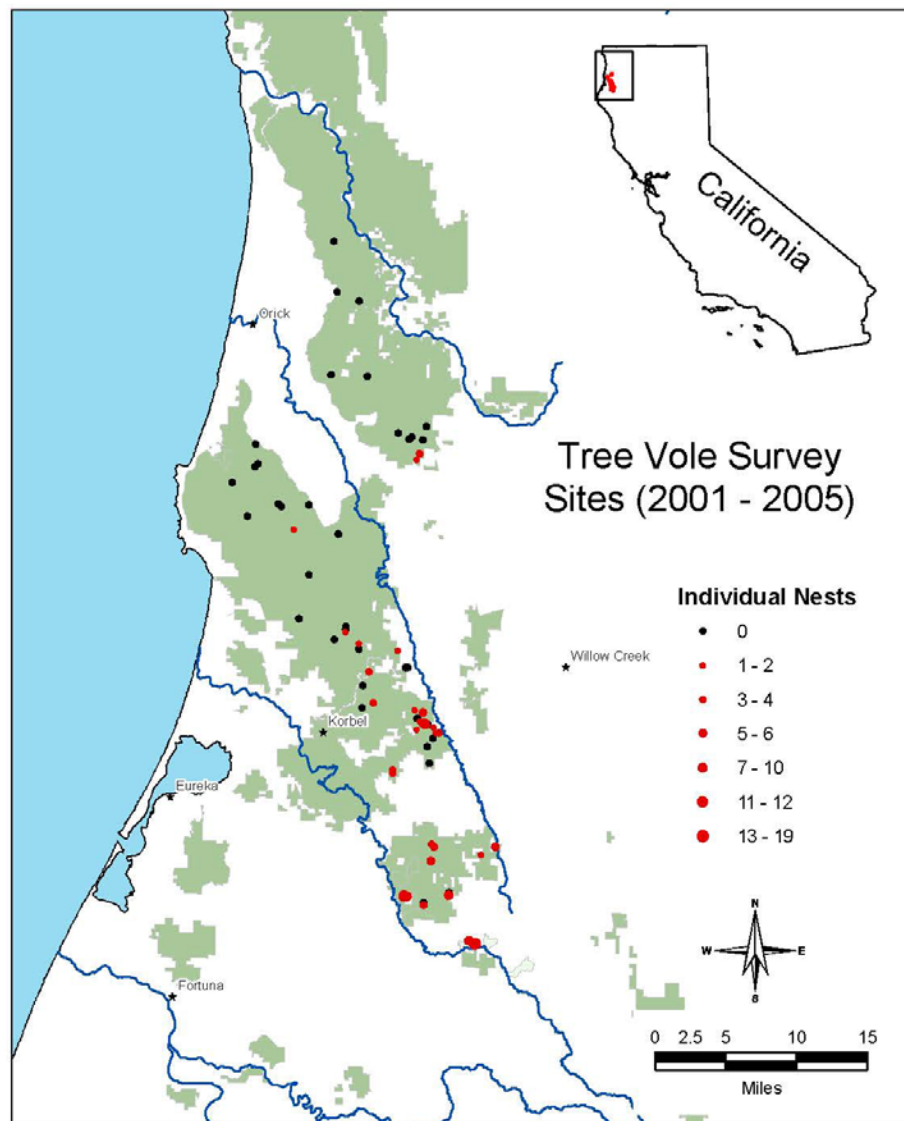 California
Orick
Tree Vole Survey
Sites (2001 - 2005)
Individual Nests
0
1 - 2
3 - 4
5 - 6
7 - 10
11 - 12
13 - 19
Willow Creek
Korbel
Eureka
Fortuna
N
W E
S
0 2.5 5 10 15
Miles